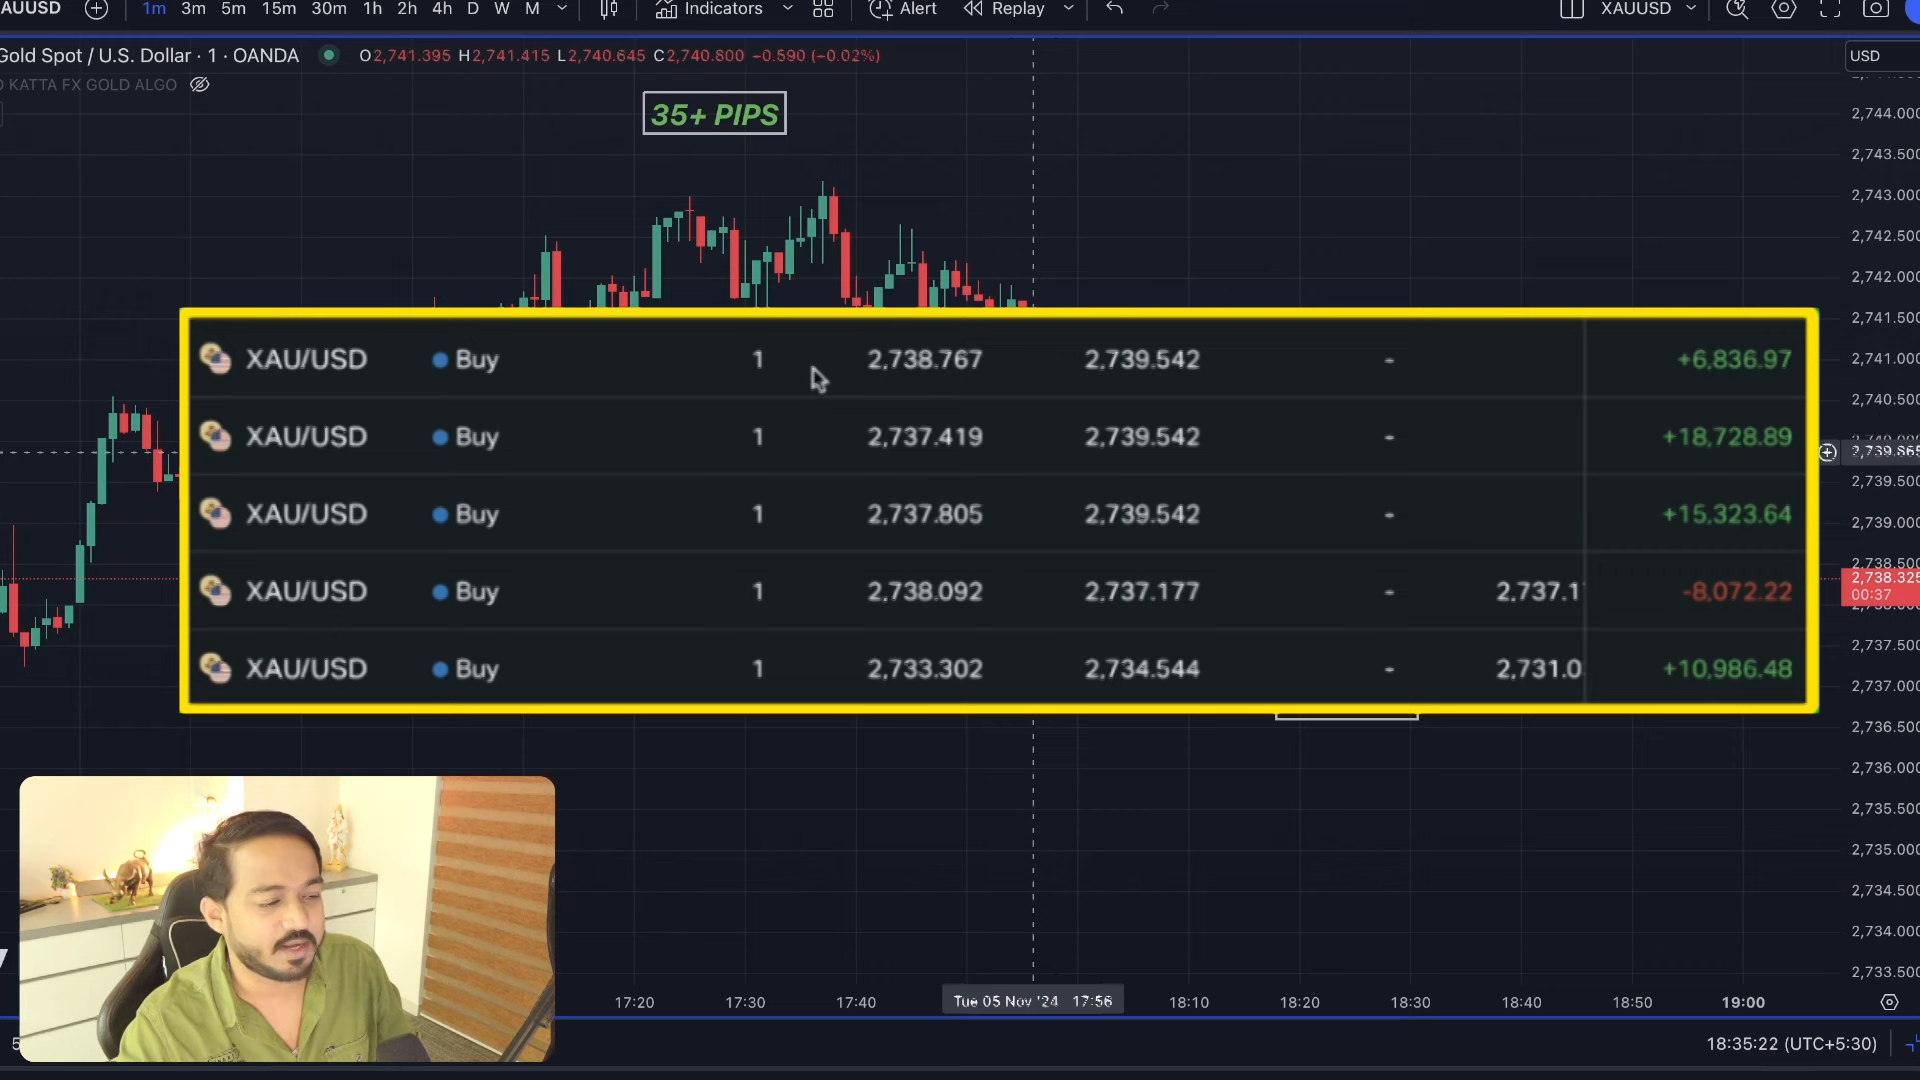 AUUSD 1m 3m 5m 15m 30m 1h 2h 4h D W M Indicators Alert Replay XAUUSD
Gold Spot / U.S. Dollar · 1 · OANDA O2,741.395 H2,741.415 L2,740.645 C2,740.800 −0.590 (−0.02%) USD
KATTA FX GOLD ALGO
35+ PIPS
2,744.000
2,743.500
2,743.000
2,742.500
2,742.000
2,741.500
XAU/USD Buy 1 2,738.767 2,739.542 - +6,836.97
2,741.000
2,740.500
XAU/USD Buy 1 2,737.419 2,739.542 - +18,728.89
2,739.865
2,739.500
XAU/USD Buy 1 2,737.805 2,739.542 - +15,323.64
2,739.000
2,738.500
2,738.325
00:37
XAU/USD Buy 1 2,738.092 2,737.177 - 2,737.1 -8,072.22
2,737.500
XAU/USD Buy 1 2,733.302 2,734.544 - 2,731.0 +10,986.48
2,737.000
2,736.500
2,736.000
2,735.500
2,735.000
2,734.500
2,734.000
2,733.500
17:20 17:30 17:40 Tue 05 Nov '24 17:56 18:10 18:20 18:30 18:40 18:50 19:00
18:35:22 (UTC+5:30)